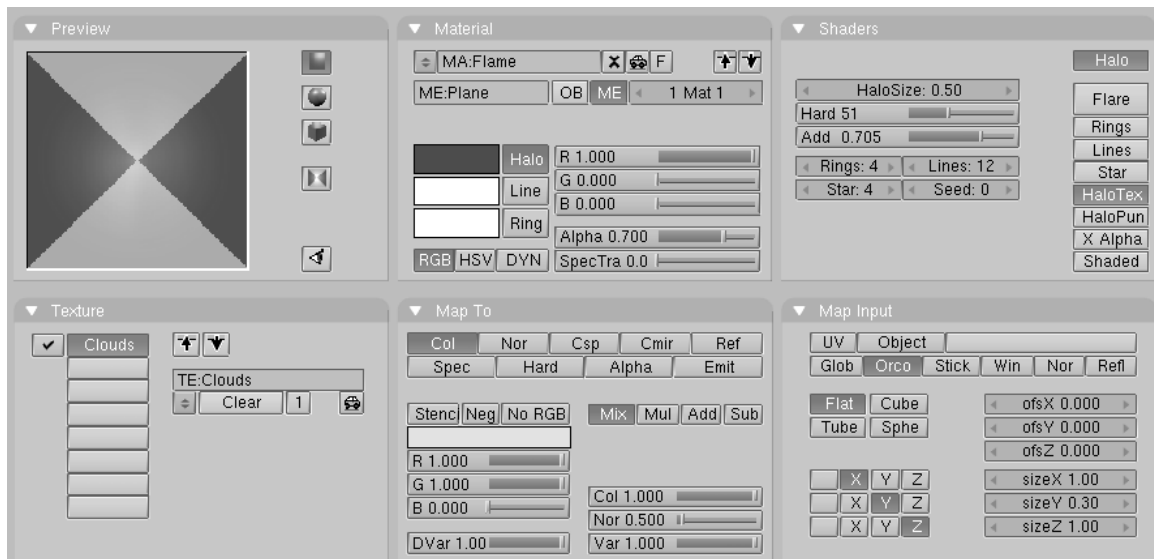 Preview
Material
MA:Flame
F
ME:Plane
OB ME 1 Mat 1
Halo
Line
Ring
R 1.000
G 0.000
B 0.000
Alpha 0.700
RGB HSV DYN
SpecTra 0.0
Shaders
Halo
HaloSize: 0.50
Hard 51
Add 0.705
Rings: 4 Lines: 12
Star: 4 Seed: 0
Flare
Rings
Lines
Star
HaloTex
HaloPun
X Alpha
Shaded
Texture
Clouds
TE:Clouds
Clear 1
Map To
Col Nor Csp Cmir Ref
Spec Hard Alpha Emit
Stenc Neg No RGB
Mix Mul Add Sub
R 1.000
G 1.000
B 0.000
DVar 1.00
Col 1.000
Nor 0.500
Var 1.000
Map Input
UV Object
Glob Orco Stick Win Nor Refl
Flat Cube
Tube Sphe
ofsX 0.000
ofsY 0.000
ofsZ 0.000
X Y Z
X Y Z
X Y Z
sizeX 1.00
sizeY 0.30
sizeZ 1.00